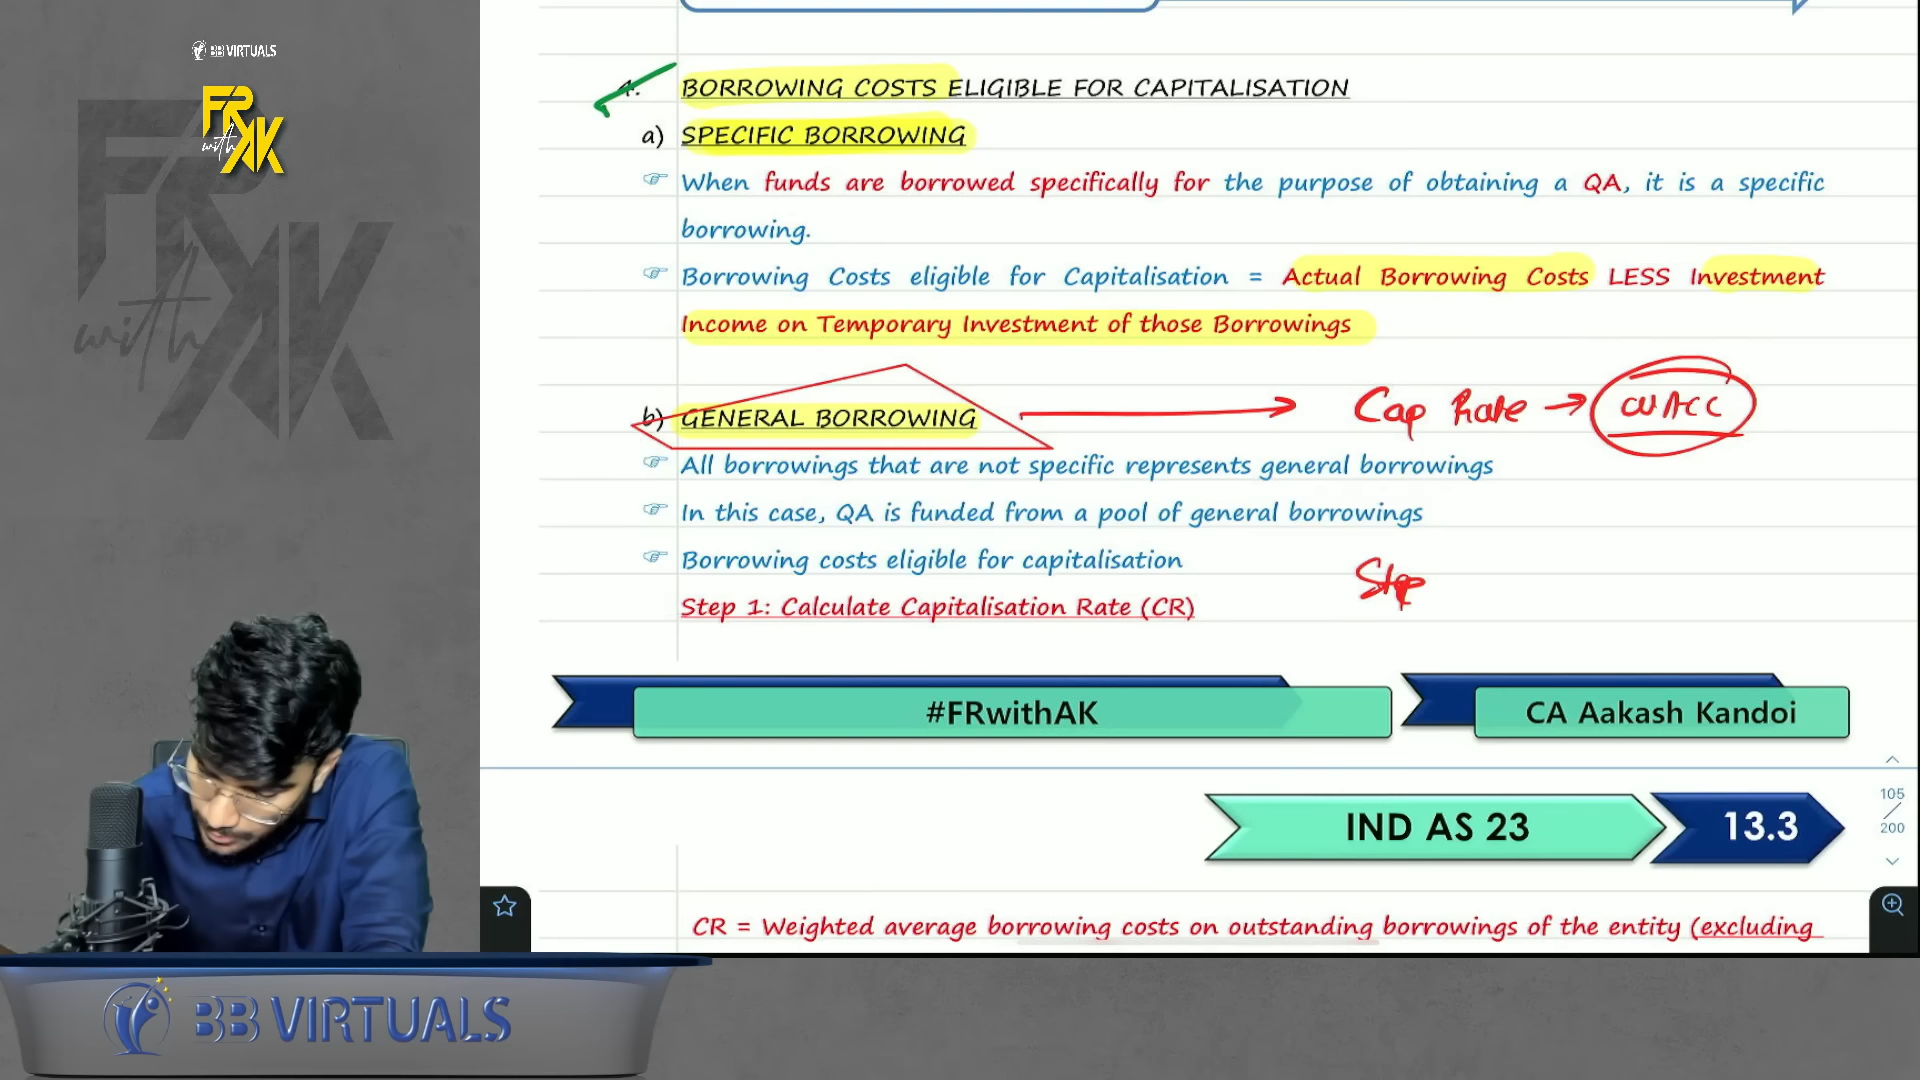 BB VIRTUALS
FR
with
AK
4. BORROWING COSTS ELIGIBLE FOR CAPITALISATION
a) SPECIFIC BORROWING
When funds are borrowed specifically for the purpose of obtaining a QA, it is a specific
borrowing.
Borrowing Costs eligible for Capitalisation = Actual Borrowing Costs LESS Investment
Income on Temporary Investment of those Borrowings
b) GENERAL BORROWING
Cap Rate → WACC
All borrowings that are not specific represents general borrowings
In this case, QA is funded from a pool of general borrowings
Borrowing costs eligible for capitalisation
Step
Step 1: Calculate Capitalisation Rate (CR)
#FRwithAK
CA Aakash Kandoi
105
200
IND AS 23
13.3
CR = Weighted average borrowing costs on outstanding borrowings of the entity (excluding
BB VIRTUALS